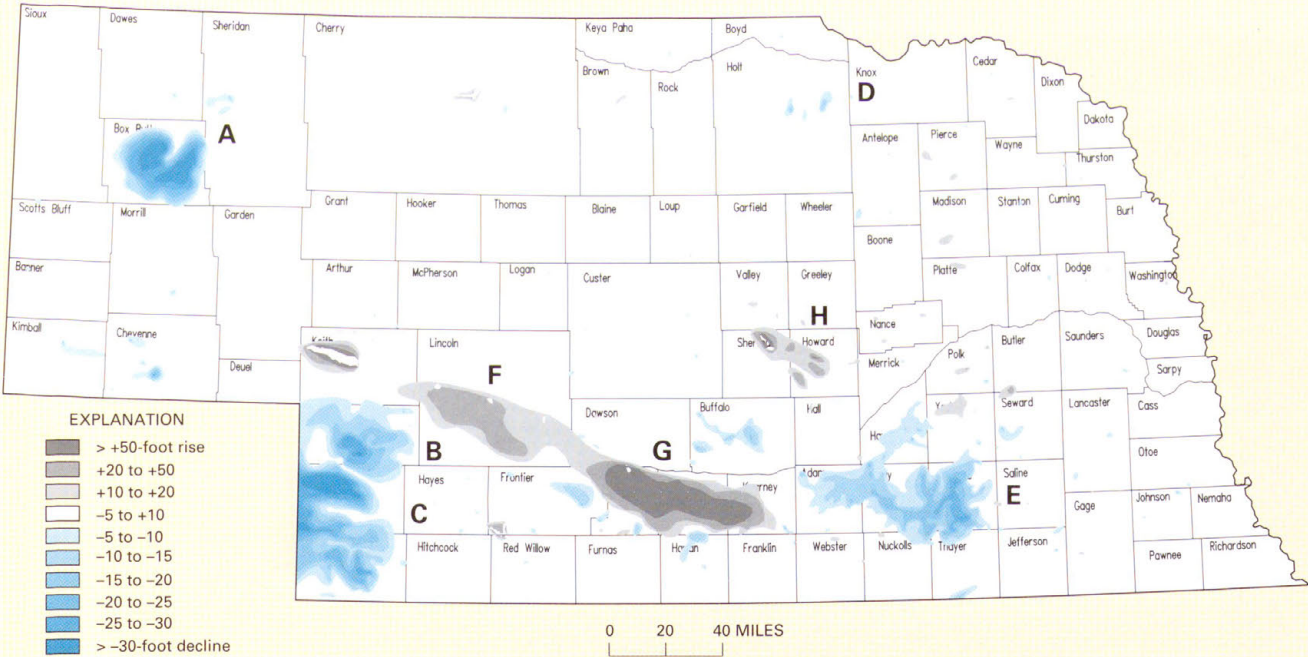 Sioux
Dawes
Sheridan
Cherry
Keya Paha
Boyd
Brown
Rock
Holt
Knox
D
Cedar
Dixon
Dakota
A
Antelope
Pierce
Wayne
Thurston
Scotts Bluff
Morrill
Garden
Grant
Hooker
Thomas
Blaine
Loup
Garfield
Wheeler
Madison
Stanton
Cuming
Burt
Boone
Banner
Arthur
McPherson
Logan
Custer
Valley
Greeley
Platte
Colfax
Dodge
Washington
Kimball
Cheyenne
Deuel
Lincoln
H
Howard
Nance
Merrick
Polk
Butler
Saunders
Douglas
Sarpy
F
B
Dawson
Buffalo
G
Hall
Seward
Lancaster
Cass
Otoe
Hayes
C
Frontier
Saline
E
Gage
Johnson
Nemaha
Hitchcock
Red Willow
Furnas
Franklin
Webster
Nuckolls
Thayer
Jefferson
Pawnee
Richardson
EXPLANATION
> +50-foot rise
+20 to +50
+10 to +20
–5 to +10
–5 to –10
–10 to –15
–15 to –20
–20 to –25
–25 to –30
> –30-foot decline
0 20 40 MILES